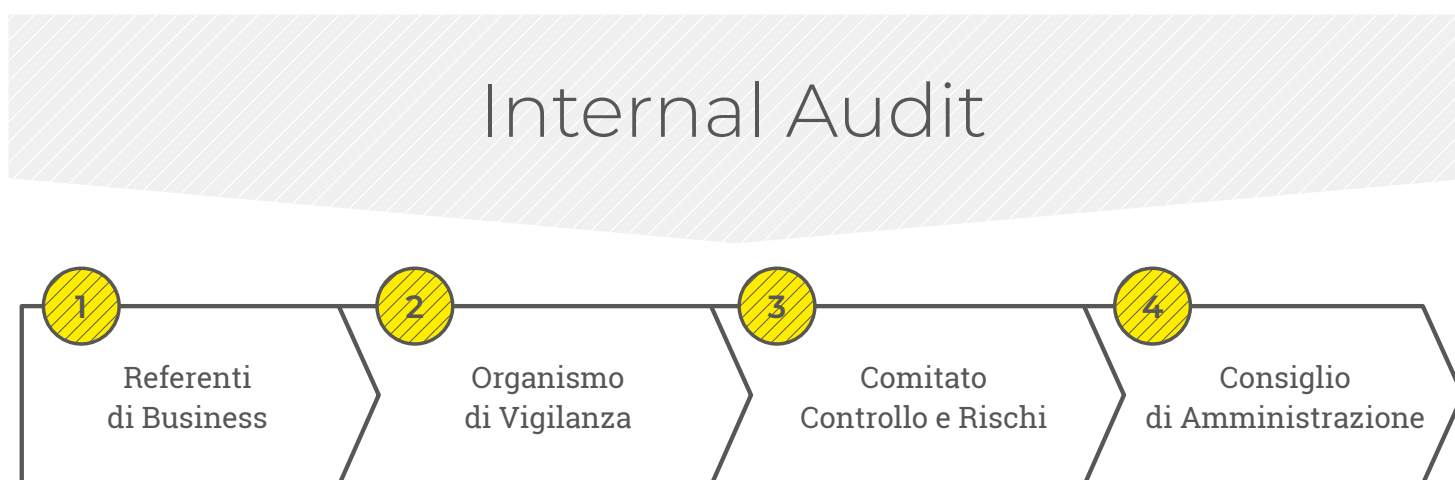 Internal Audit
1
2
3
4
Referenti
di Business
Organismo
di Vigilanza
Comitato
Controllo e Rischi
Consiglio
di Amministrazione